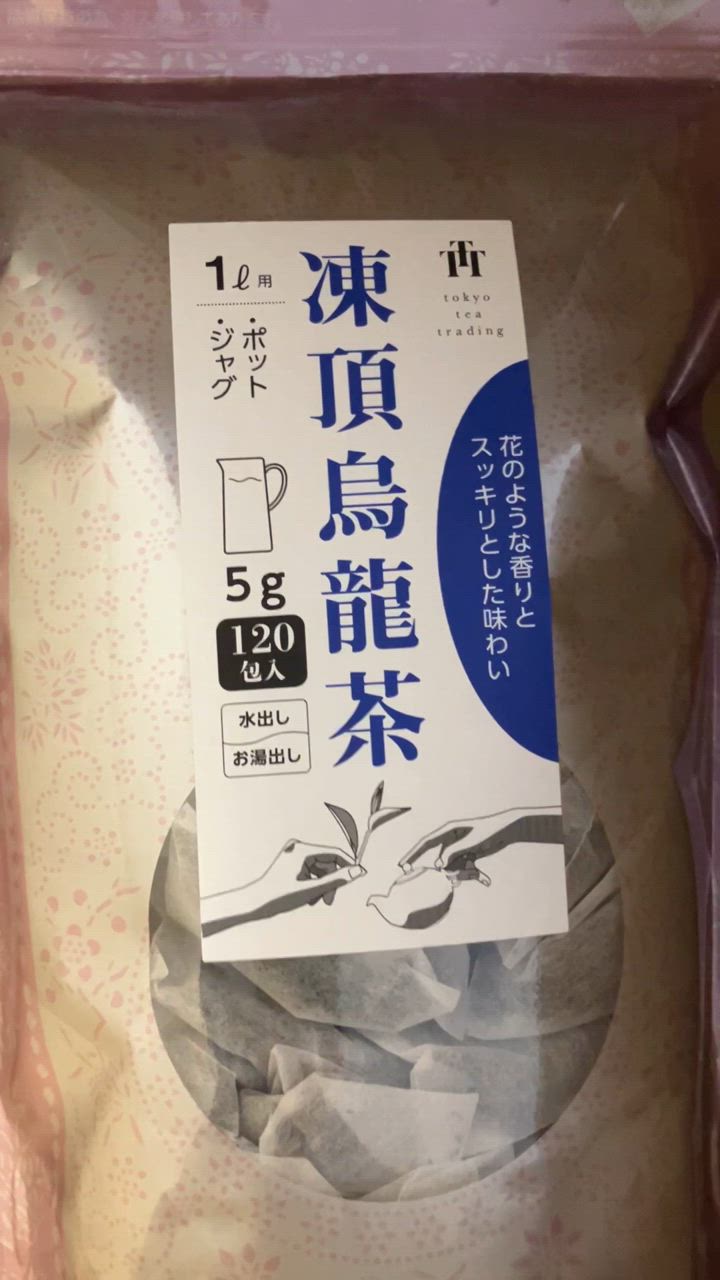 凍頂烏龍茶
TTT
tokyo
tea
trading
花のような香りと
スッキリとした味わい
1ℓ用
・ポット
・ジャグ
5g
120
包入
水出し
お湯出し